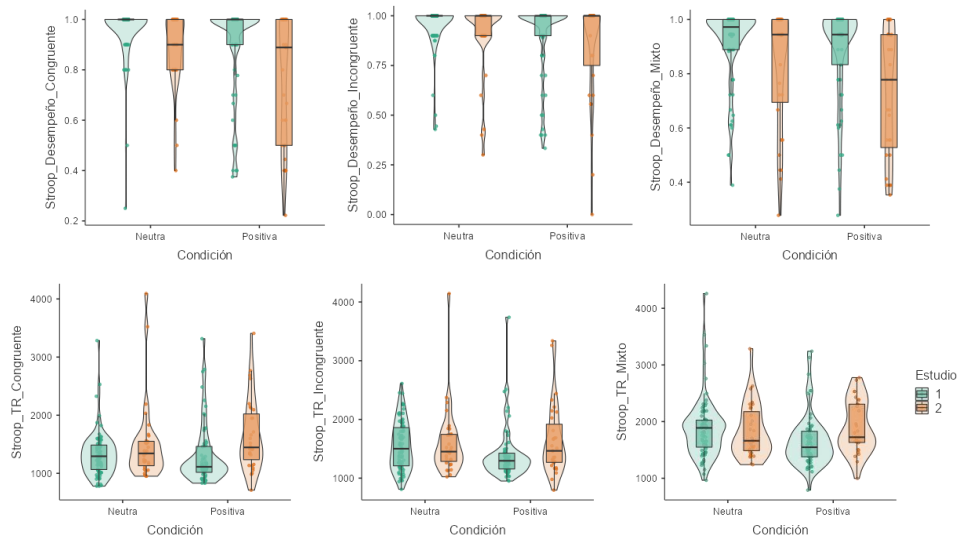 Stroop_Desempeño_Congruente
1.0
0.8
0.6
0.4
0.2
Neutra
Positiva
Condición
Stroop_Desempeño_Incongruente
1.00
0.75
0.50
0.25
0.00
Neutra
Positiva
Condición
Stroop_Desempeño_Mixto
1.0
0.8
0.6
0.4
Neutra
Positiva
Condición
Stroop_TR_Congruente
4000
3000
2000
1000
Neutra
Positiva
Condición
Stroop_TR_Incongruente
4000
3000
2000
1000
Neutra
Positiva
Condición
Stroop_TR_Mixto
4000
3000
2000
1000
Neutra
Positiva
Condición
Estudio
1
2